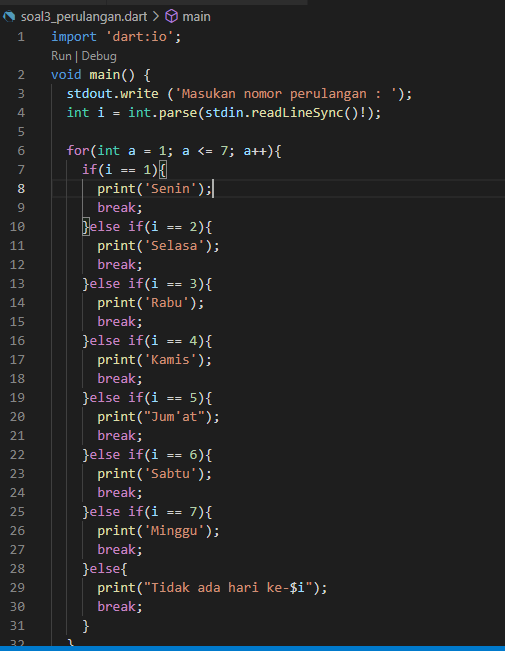 soal3_perulangan.dart > main
1 import 'dart:io';
Run | Debug
2 void main() {
3 stdout.write ('Masukan nomor perulangan : ');
4 int i = int.parse(stdin.readLineSync()!);
5
6 for(int a = 1; a <= 7; a++){
7 if(i == 1){
8 print('Senin');
9 break;
10 }else if(i == 2){
11 print('Selasa');
12 break;
13 }else if(i == 3){
14 print('Rabu');
15 break;
16 }else if(i == 4){
17 print('Kamis');
18 break;
19 }else if(i == 5){
20 print("Jum'at");
21 break;
22 }else if(i == 6){
23 print('Sabtu');
24 break;
25 }else if(i == 7){
26 print('Minggu');
27 break;
28 }else{
29 print("Tidak ada hari ke-$i");
30 break;
31 }
32 }